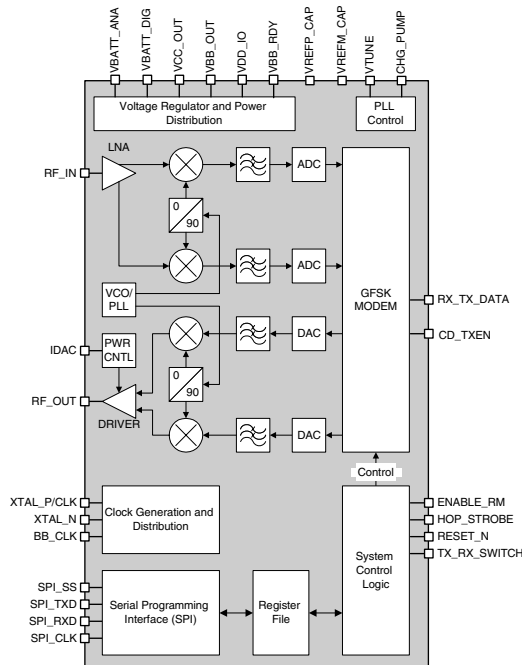 VBATT_ANA
VBATT_DIG
VCC_OUT
VBB_OUT
VDD_IO
VBB_RDY
VREFP_CAP
VREFM_CAP
VTUNE
CHG_PUMP
Voltage Regulator and Power
Distribution
PLL
Control
LNA
RF_IN
ADC
0
90
ADC
GFSK
MODEM
VCO/
PLL
RX_TX_DATA
CD_TXEN
DAC
IDAC
PWR
CNTL
0
90
RF_OUT
DRIVER
DAC
Control
XTAL_P/CLK
XTAL_N
BB_CLK
Clock Generation and
Distribution
ENABLE_RM
HOP_STROBE
RESET_N
TX_RX_SWITCH
System
Control
Logic
SPI_SS
SPI_TXD
SPI_RXD
SPI_CLK
Serial Programming
Interface (SPI)
Register
File